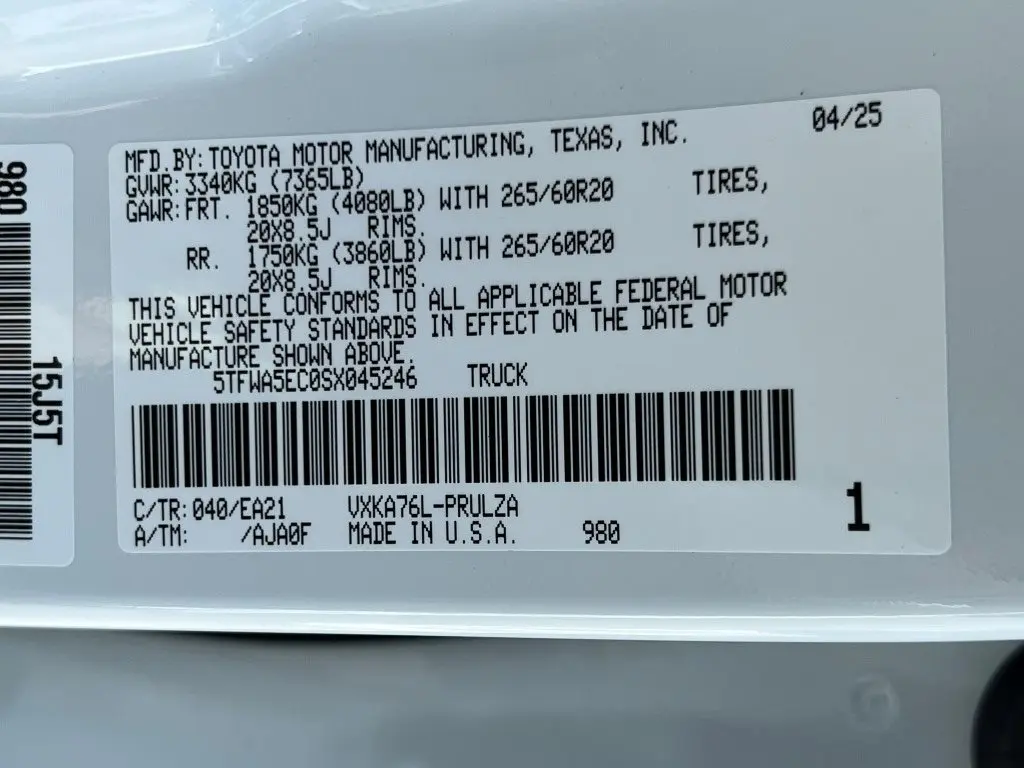 MFD.BY:TOYOTA MOTOR MANUFACTURING, TEXAS, INC. 04/25
GVWR:3340KG (7365LB)
GAWR:FRT. 1850KG (4080LB) WITH 265/60R20 TIRES,
20X8.5J RIMS.
RR. 1750KG (3860LB) WITH 265/60R20 TIRES,
20X8.5J RIMS.
THIS VEHICLE CONFORMS TO ALL APPLICABLE FEDERAL MOTOR
VEHICLE SAFETY STANDARDS IN EFFECT ON THE DATE OF
MANUFACTURE SHOWN ABOVE.
5TFWA5EC0SX045246 TRUCK
C/TR:040/EA21 VXKA76L-PRULZA
A/TM: /AJA0F MADE IN U.S.A. 980
1
980
15J5T